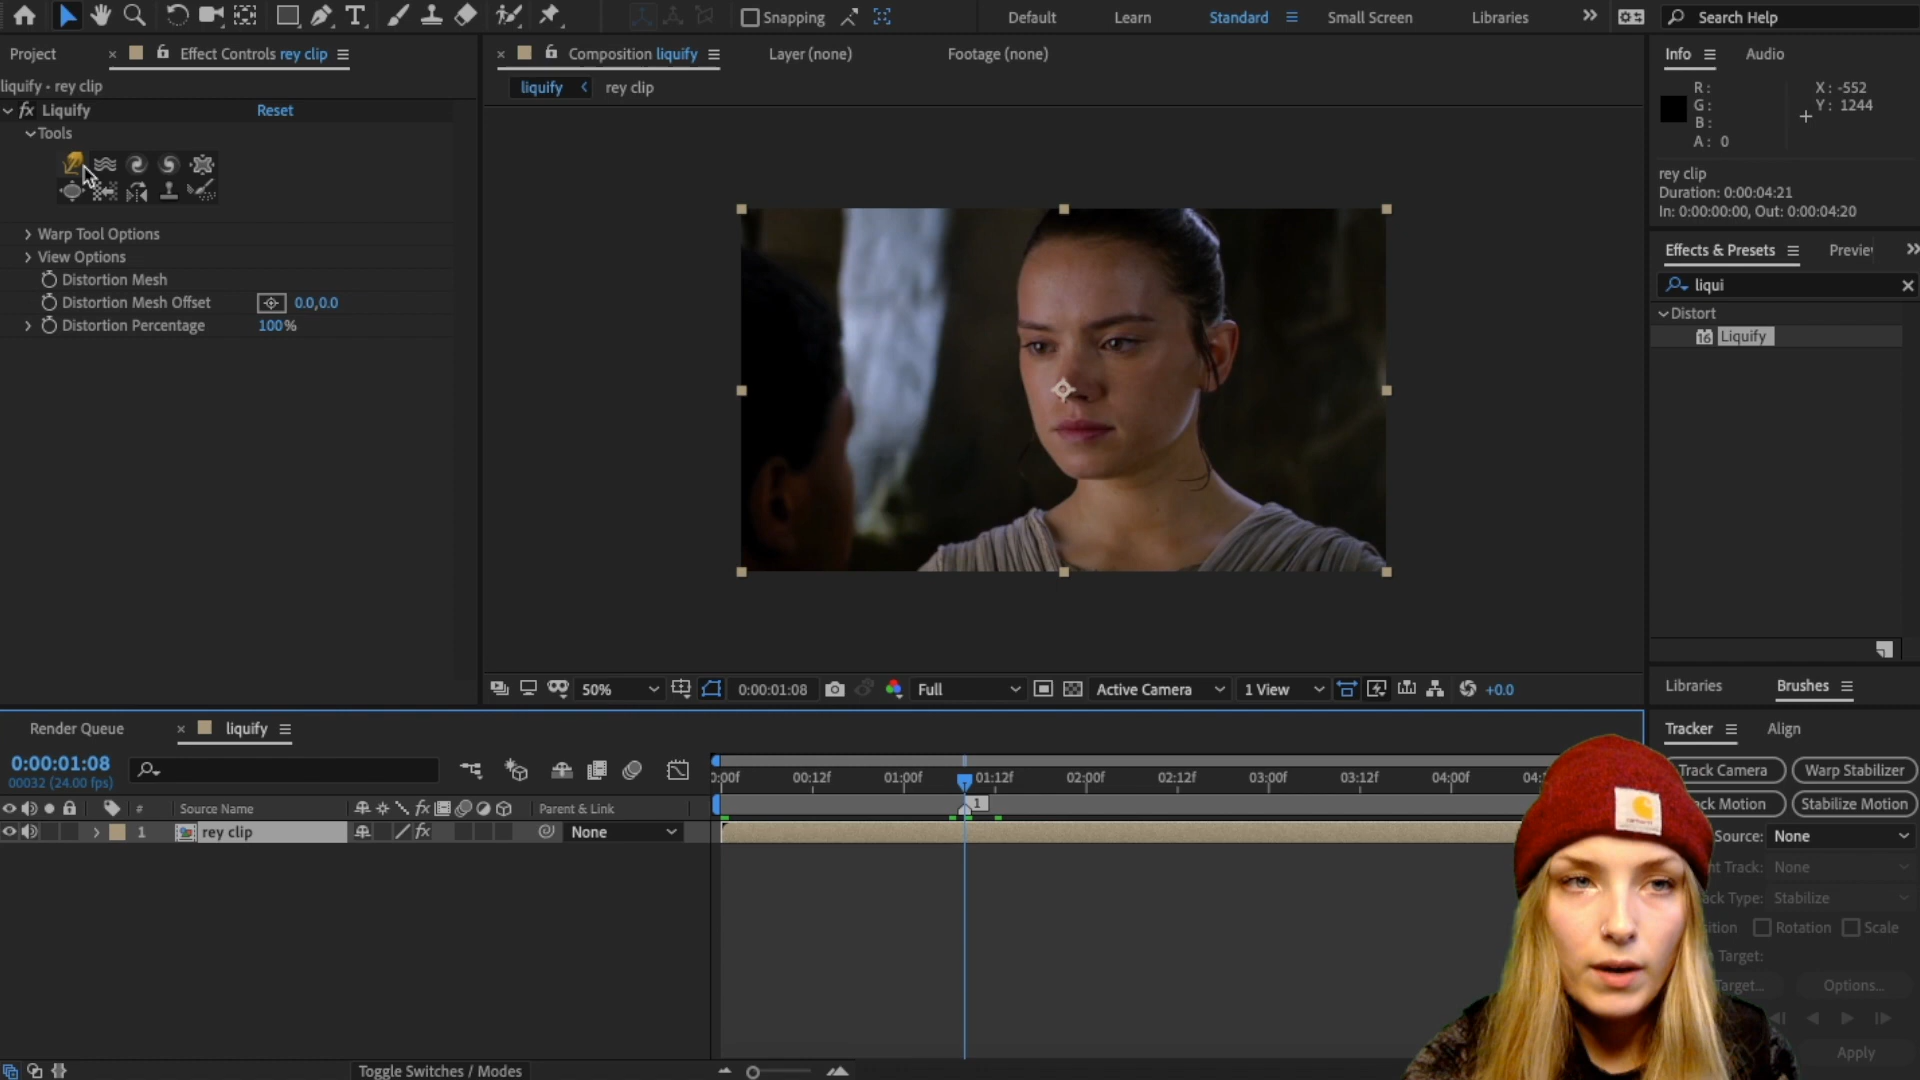 Snapping
Default
Learn
Standard
Small Screen
Libraries
Search Help
Project
Effect Controls rey clip
Composition liquify
Layer (none)
Footage (none)
Info
Audio
liquify • rey clip
liquify
rey clip
R :
G :
B :
A : 0
X : -552
Y : 1244
fx Liquify
Reset
Tools
rey clip
Duration: 0:00:04:21
In: 0:00:00:00, Out: 0:00:04:20
Warp Tool Options
View Options
Distortion Mesh
Distortion Mesh Offset
0.0,0.0
Distortion Percentage
100%
Effects & Presets
liqui
Distort
16 Liquify
50%
0:00:01:08
Full
Active Camera
1 View
+0.0
Libraries
Brushes
Render Queue
liquify
Tracker
Align
0:00:01:08
00032 (24.00 fps)
00:12f
01:00f
01:12f
02:00f
02:12f
03:00f
03:12f
04:00f
Track Camera
Warp Stabilizer
Stabilize Motion
#
Source Name
fx
Parent & Link
1
1
rey clip
fx
None
Source:
None
None
Stabilize
Rotation
Scale
Target:
Options...
Apply
Toggle Switches / Modes